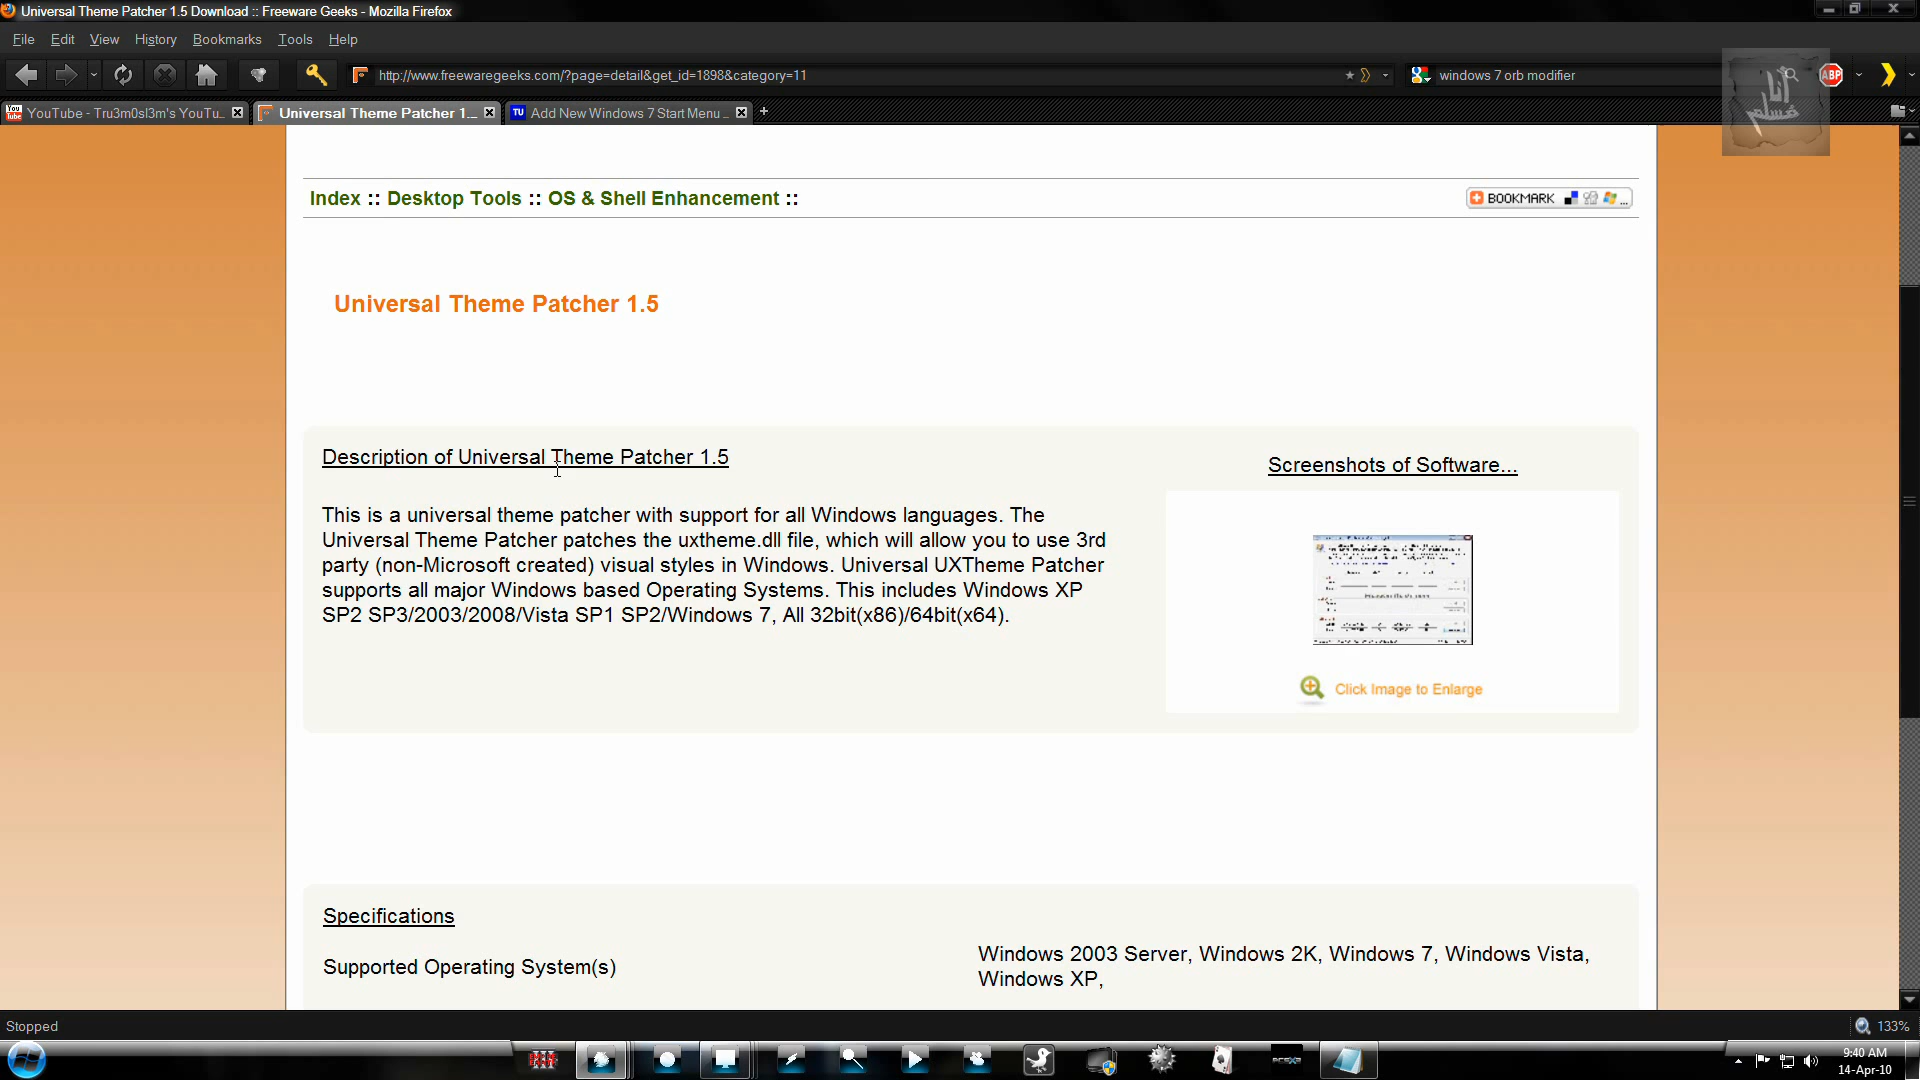 Universal Theme Patcher 1.5 Download :: Freeware Geeks - Mozilla Firefox
File Edit View History Bookmarks Tools Help
http://www.freewaregeeks.com/?page=detail&get_id=1898&category=11
windows 7 orb modifier
ABP
أنا
مسلم
You Tube
YouTube - Tru3m0sl3m's YouTu...
Universal Theme Patcher 1....
TU
Add New Windows 7 Start Menu ...
Index :: Desktop Tools :: OS & Shell Enhancement ::
BOOKMARK ...
Universal Theme Patcher 1.5
Description of Universal Theme Patcher 1.5
This is a universal theme patcher with support for all Windows languages. The
Universal Theme Patcher patches the uxtheme.dll file, which will allow you to use 3rd
party (non-Microsoft created) visual styles in Windows. Universal UXTheme Patcher
supports all major Windows based Operating Systems. This includes Windows XP
SP2 SP3/2003/2008/Vista SP1 SP2/Windows 7, All 32bit(x86)/64bit(x64).
Screenshots of Software...
Click Image to Enlarge
Specifications
Supported Operating System(s)
Windows 2003 Server, Windows 2K, Windows 7, Windows Vista,
Windows XP,
Stopped
133%
PCSX2
9:40 AM
14-Apr-10